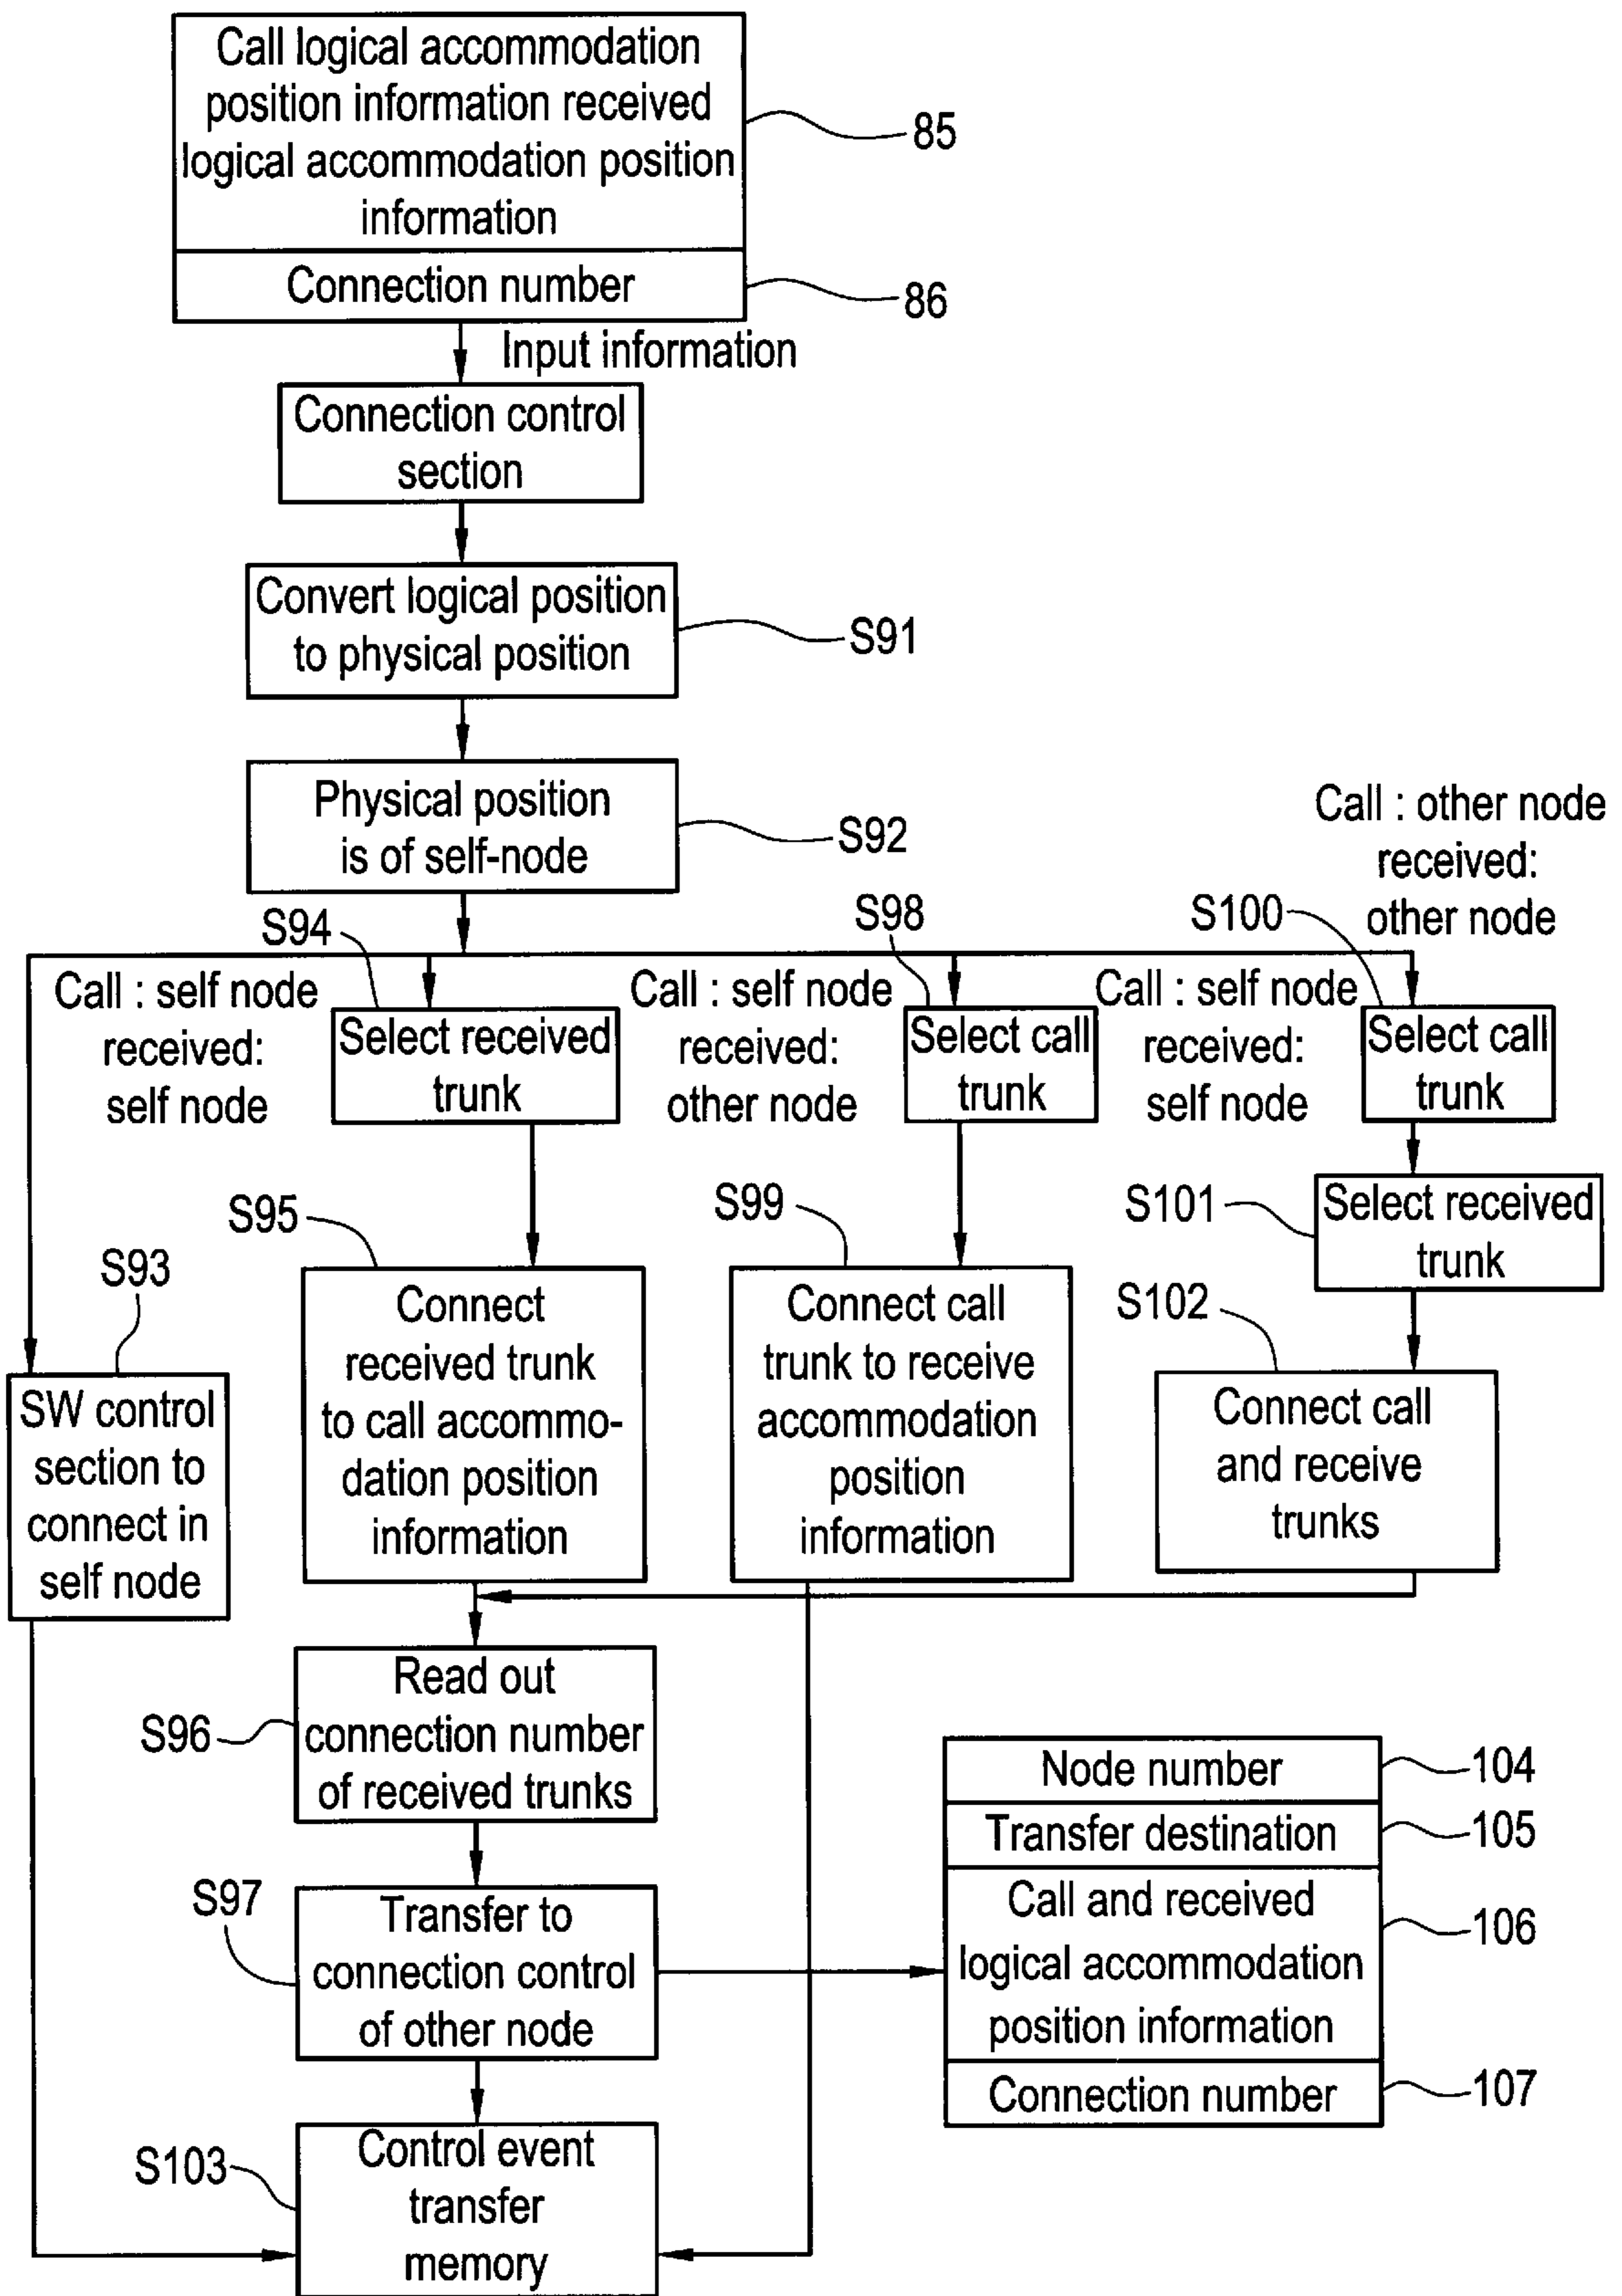 Call logical accommodation
position information received
logical accommodation position
information
85
Connection number
86
Input information
Connection control
section
Convert logical position
to physical position
S91
Physical position
is of self-node
S92
Call : other node
received:
other node
S94
S98
S100
Call : self node
received:
self node
Select received
trunk
Call : self node
received:
other node
Select call
trunk
Call : self node
received:
self node
Select call
trunk
S101
Select received
trunk
S93
SW control
section to
connect in
self node
S95
Connect
received trunk
to call accommo-
dation position
information
S99
Connect call
trunk to receive
accommodation
position
information
S102
Connect call
and receive
trunks
S96
Read out
connection number
of received trunks
S97
Transfer to
connection control
of other node
Node number
104
Transfer destination
105
Call and received
logical accommodation
position information
106
Connection number
107
S103
Control event
transfer
memory